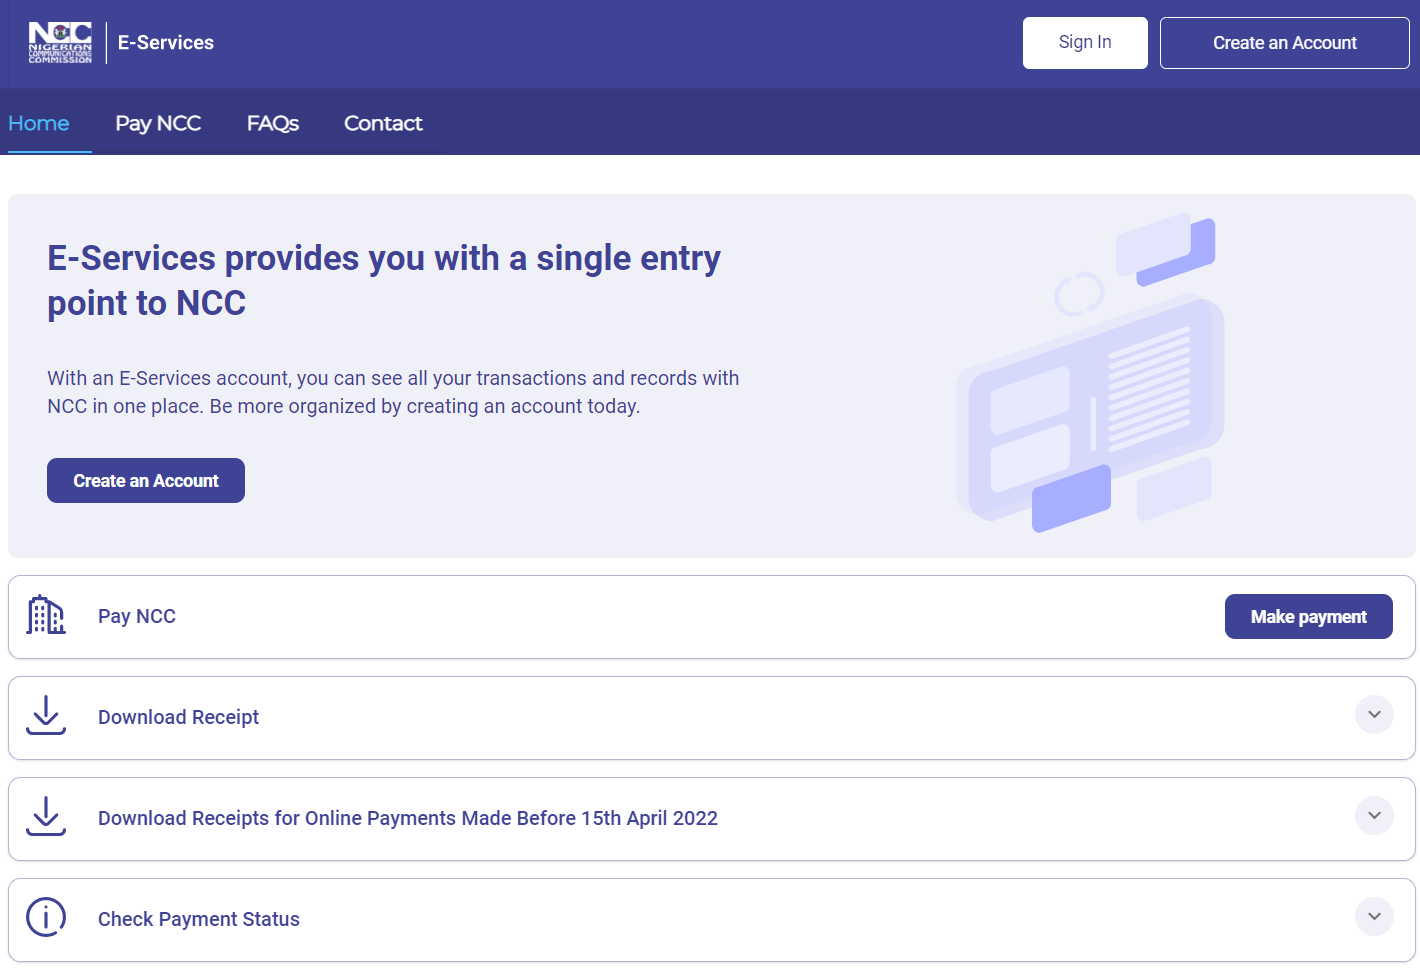 NCC
NIGERIAN
COMMUNICATIONS
COMMISSION
E-Services
Sign In
Create an Account
Home
Pay NCC
FAQs
Contact
E-Services provides you with a single entry
point to NCC
With an E-Services account, you can see all your transactions and records with
NCC in one place. Be more organized by creating an account today.
Create an Account
Pay NCC
Make payment
Download Receipt
Download Receipts for Online Payments Made Before 15th April 2022
Check Payment Status